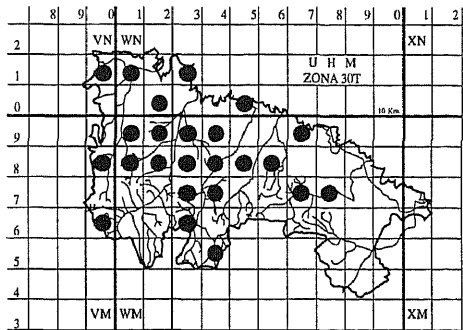 8 9 0 1 2 3 4 5 6 7 8 9 0 1 2
2 VN WN XN
1 U H M
ZONA 30T
0 10 Km.
9
8
7
6
5
4
3 VM WM XM